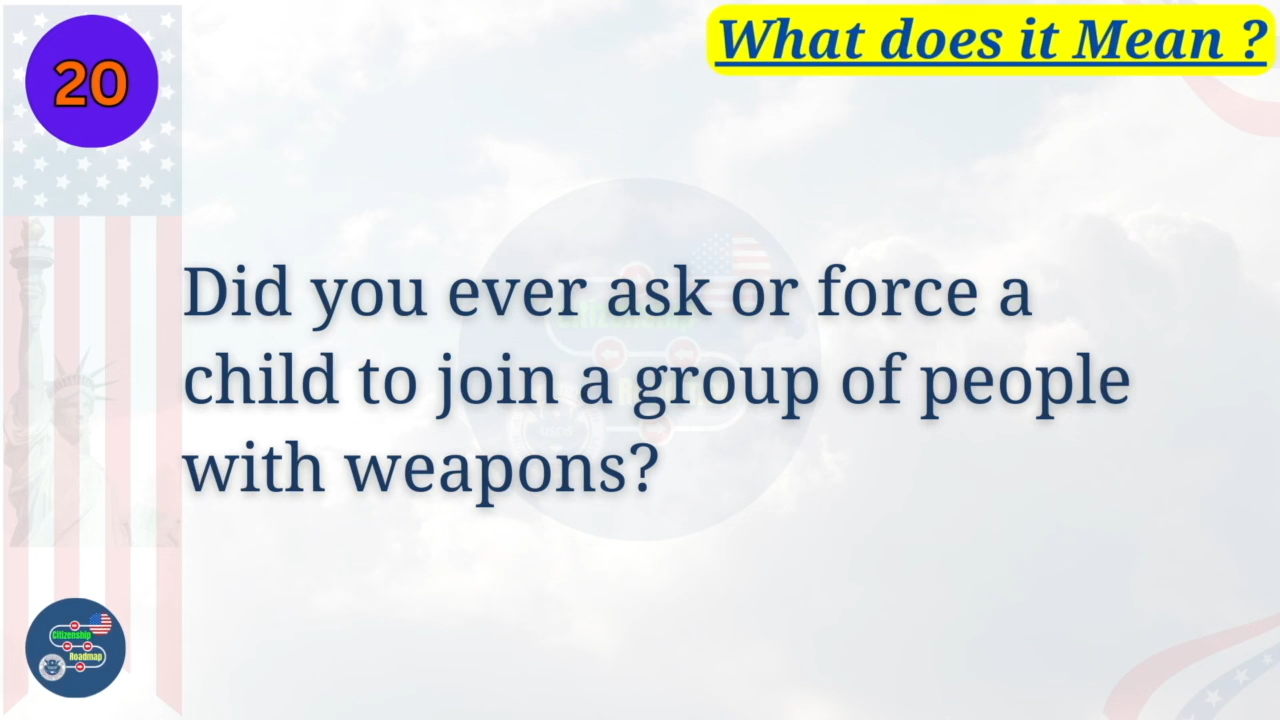 20
What does it Mean ?
Did you ever ask or force a
child to join a group of people
with weapons?
Citizenship
Roadmap